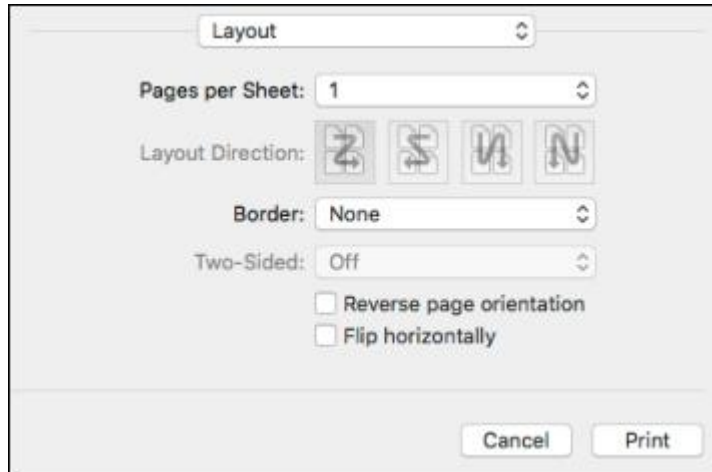 Layout
Pages per Sheet: 1
Layout Direction:
Border: None
Two-Sided: Off
Reverse page orientation
Flip horizontally
Cancel Print